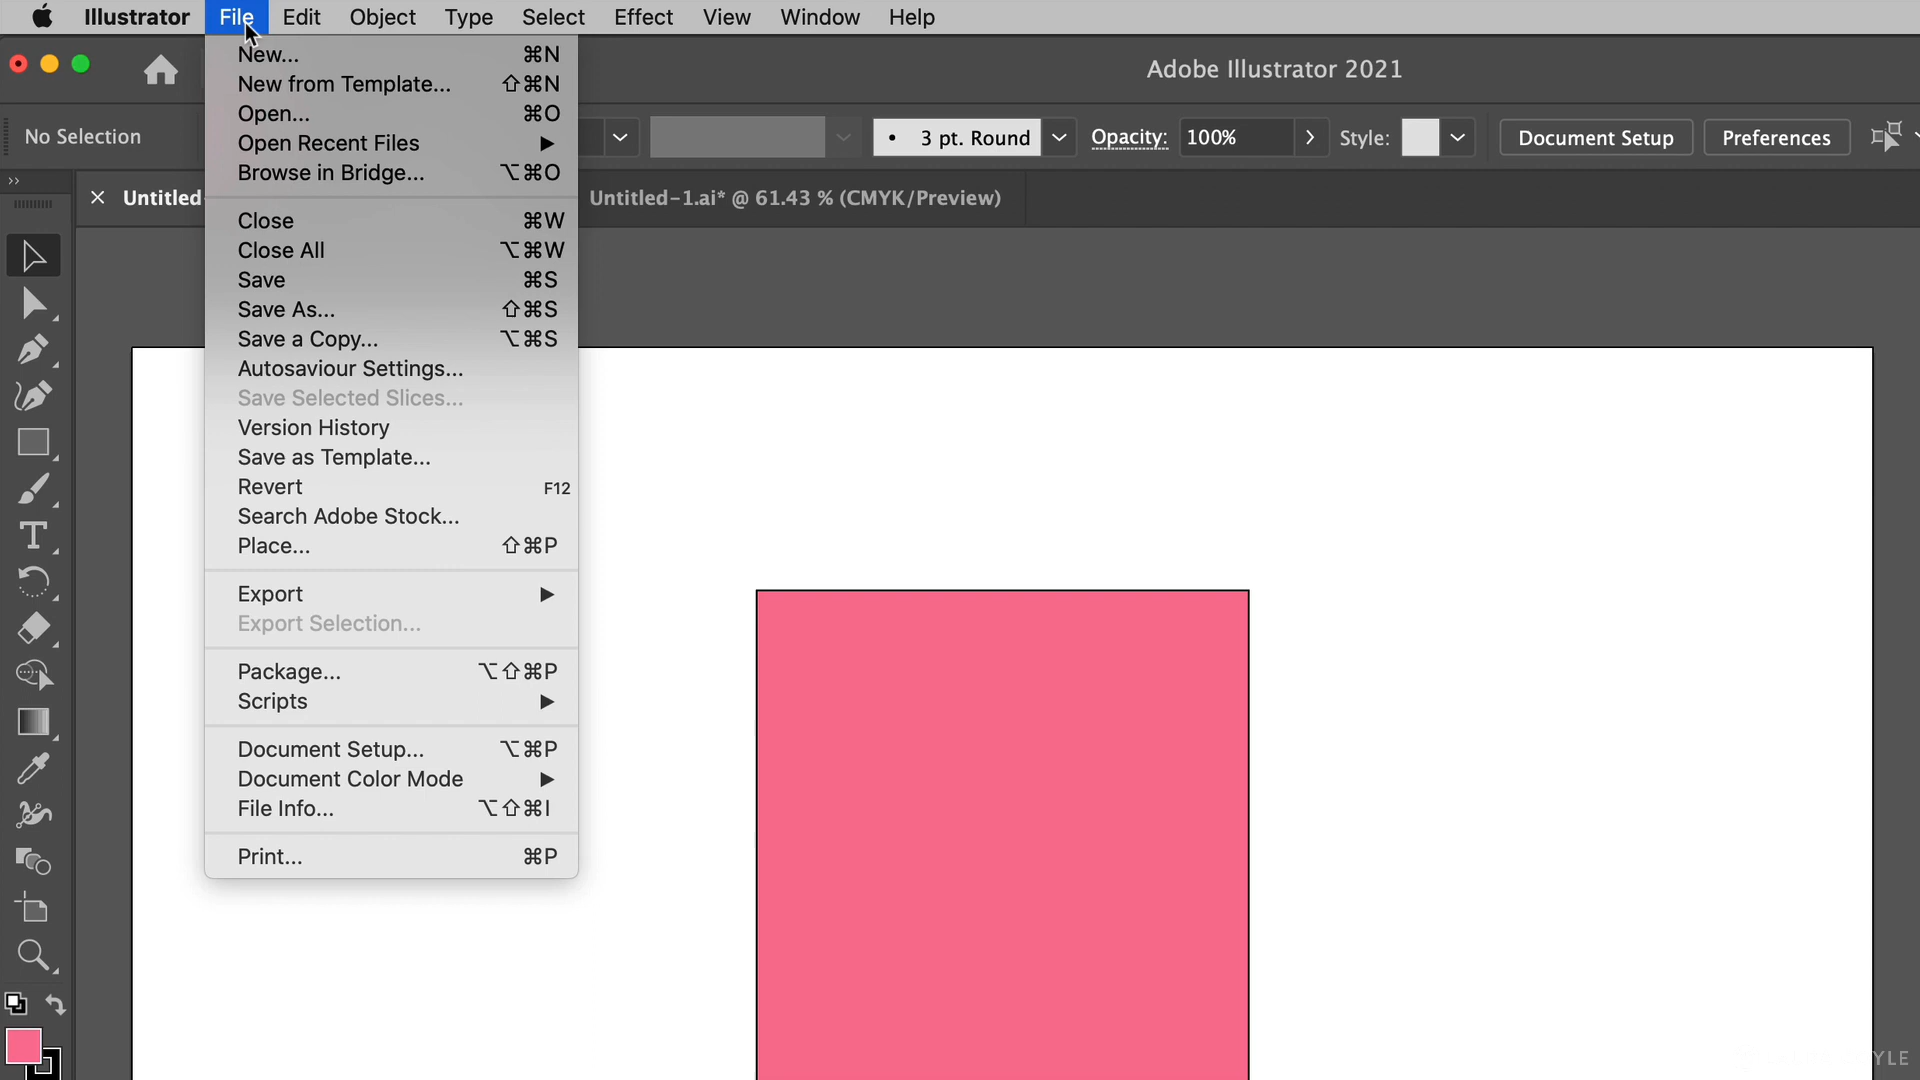 Illustrator File Edit Object Type Select Effect View Window Help
Adobe Illustrator 2021
No Selection
3 pt. Round
Opacity: 100%
Style:
Document Setup
Preferences
Untitled-
Untitled-1.ai* @ 61.43 % (CMYK/Preview)
New... ⌘N
New from Template... ⇧⌘N
Open... ⌘O
Open Recent Files
Browse in Bridge... ⌥⌘O
Close ⌘W
Close All ⌥⌘W
Save ⌘S
Save As... ⇧⌘S
Save a Copy... ⌥⌘S
Autosaviour Settings...
Save Selected Slices...
Version History
Save as Template...
Revert F12
Search Adobe Stock...
Place... ⇧⌘P
Export
Export Selection...
Package... ⌥⇧⌘P
Scripts
Document Setup... ⌥⌘P
Document Color Mode
File Info... ⌥⇧⌘I
Print... ⌘P
YLE